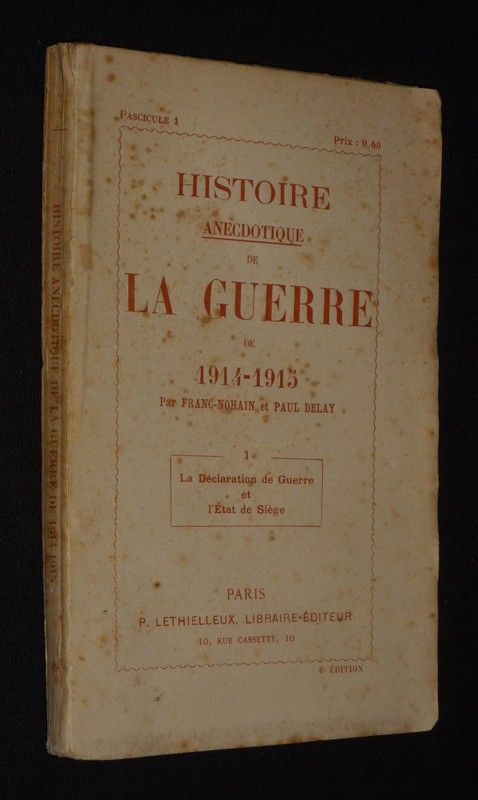 FASCICULE 1
Prix : 0.60
HISTOIRE
ANECDOTIQUE
DE
LA GUERRE
DE
1914-1915
Par FRANC-NOHAIN et PAUL DELAY
1
La Déclaration de Guerre
et
l'État de Siège
PARIS
P. LETHIELLEUX, LIBRAIRE-ÉDITEUR
10, RUE CASSETTE, 10
6e ÉDITION
HISTOIRE ANECDOTIQUE DE LA GUERRE DE 1914-1915